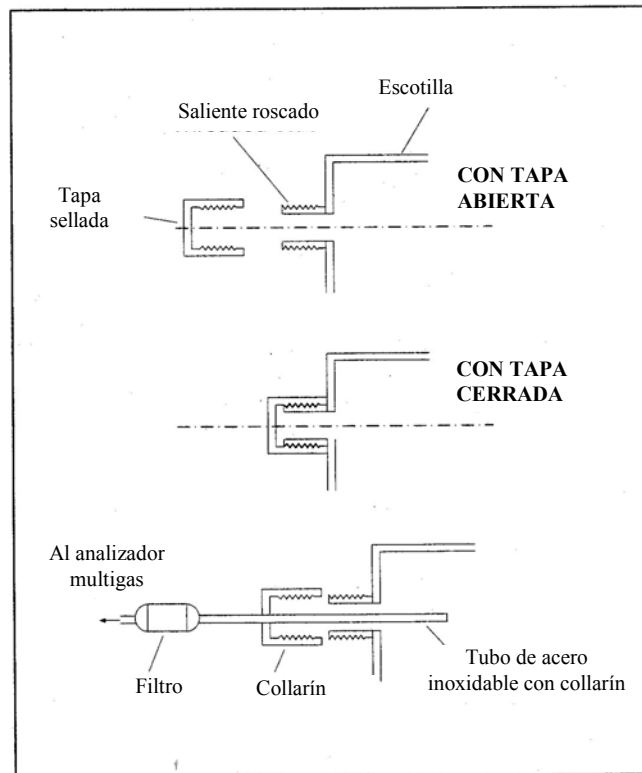 Escotilla
Saliente roscado
CON TAPA
ABIERTA
Tapa
sellada
CON TAPA
CERRADA
Al analizador
multigas
Filtro
Collarín
Tubo de acero
inoxidable con collarín